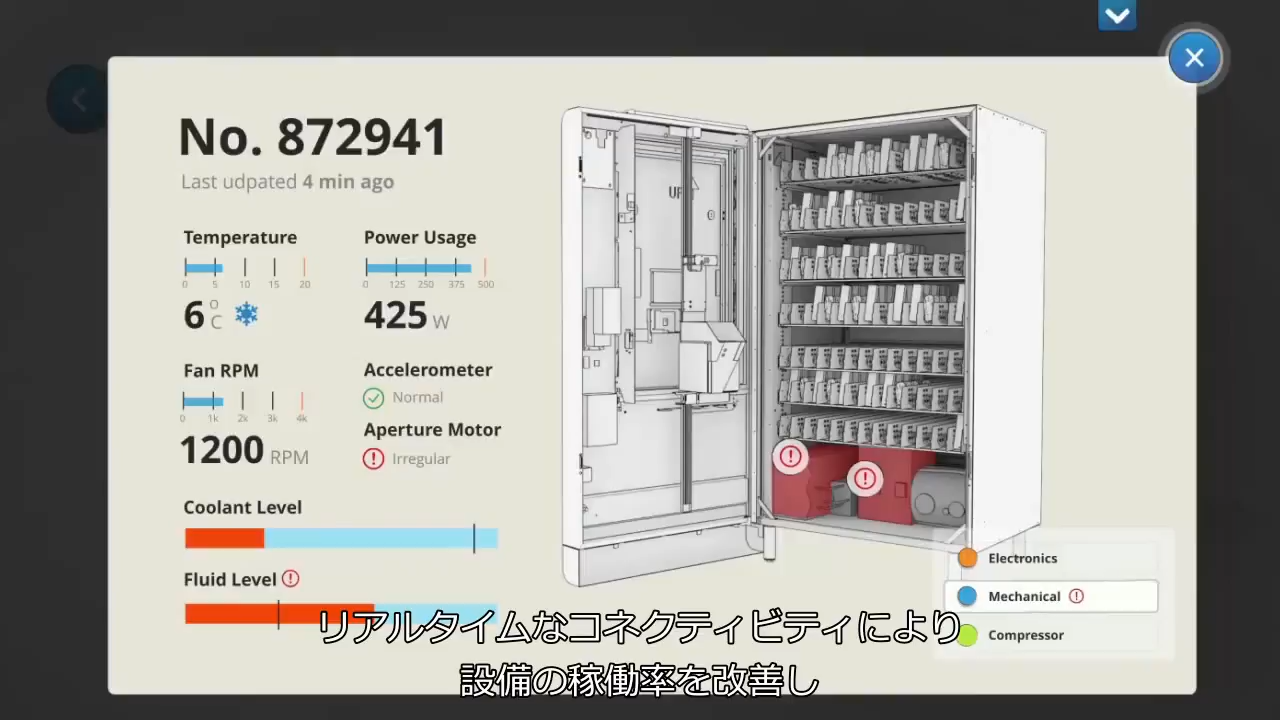 No. 872941
Last udpated 4 min ago
Temperature
0 5 10 15 20
6 °C
Power Usage
0 125 250 375 500
425 W
Fan RPM
0 1k 2k 3k 4k
1200 RPM
Accelerometer
Normal
Aperture Motor
Irregular
Coolant Level
Fluid Level
UP
Electronics
Mechanical
Compressor
リアルタイムなコネクティビティにより
設備の稼働率を改善し